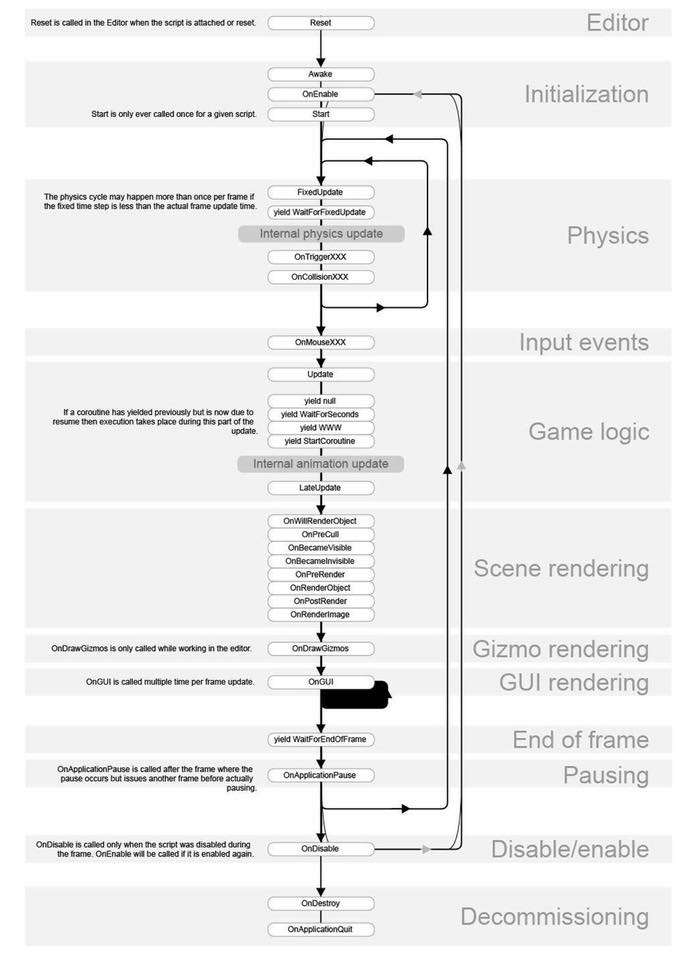 Reset is called in the Editor when the script is attached or reset.
Reset
Editor
Awake
OnEnable
Initialization
Start is only ever called once for a given script.
Start
The physics cycle may happen more than once per frame if
the fixed time step is less than the actual frame update time.
FixedUpdate
yield WaitForFixedUpdate
Internal physics update
Physics
OnTriggerXXX
OnCollisionXXX
OnMouseXXX
Input events
Update
If a coroutine has yielded previously but is now due to
resume then execution takes place during this part of the
update.
yield null
yield WaitForSeconds
yield WWW
yield StartCoroutine
Game logic
Internal animation update
LateUpdate
OnWillRenderObject
OnPreCull
OnBecameVisible
OnBecameInvisible
OnPreRender
OnRenderObject
OnPostRender
OnRenderImage
Scene rendering
OnDrawGizmos is only called while working in the editor.
OnDrawGizmos
Gizmo rendering
OnGUI is called multiple time per frame update.
OnGUI
GUI rendering
yield WaitForEndOfFrame
End of frame
OnApplicationPause is called after the frame where the
pause occurs but issues another frame before actually
pausing.
OnApplicationPause
Pausing
OnDisable is called only when the script was disabled during
the frame. OnEnable will be called if it is enabled again.
OnDisable
Disable/enable
OnDestroy
Decommissioning
OnApplicationQuit